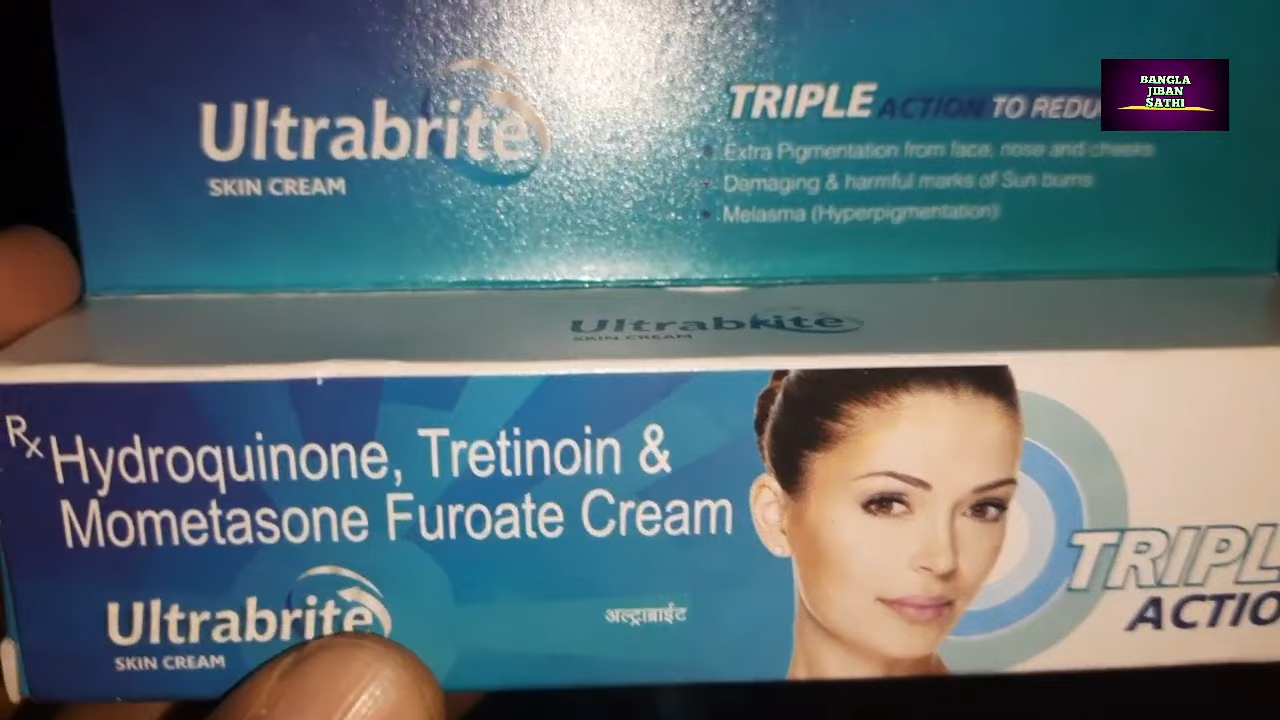 BANGLA
JIBAN
SATHI
Ultrabrite
SKIN CREAM
TRIPLE ACTION TO REDU
Extra Pigmentation from face, nose and cheeks
Damaging & harmful marks of Sun burns
Melasma (Hyperpigmentation)
Ultrabrite
SKIN CREAM
Rx Hydroquinone, Tretinoin &
Mometasone Furoate Cream
Ultrabrite
SKIN CREAM
अल्ट्राब्राईट
TRIPL
ACTIO